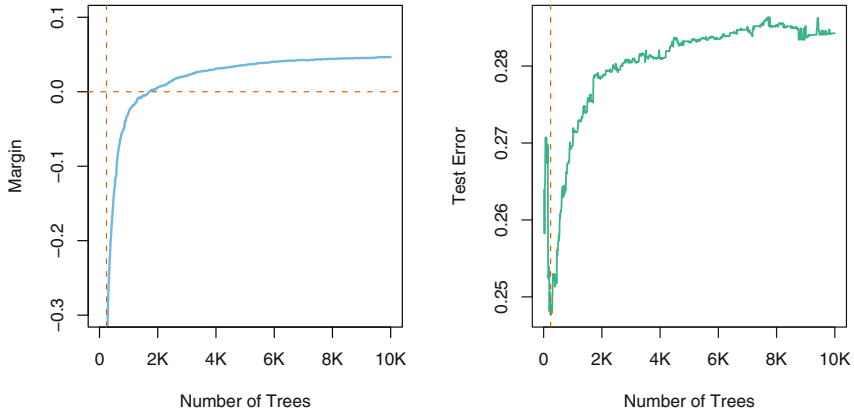 Margin
0.1
0.0
−0.1
−0.2
−0.3
0 2K 4K 6K 8K 10K
Number of Trees
Test Error
0.28
0.27
0.26
0.25
0 2K 4K 6K 8K 10K
Number of Trees